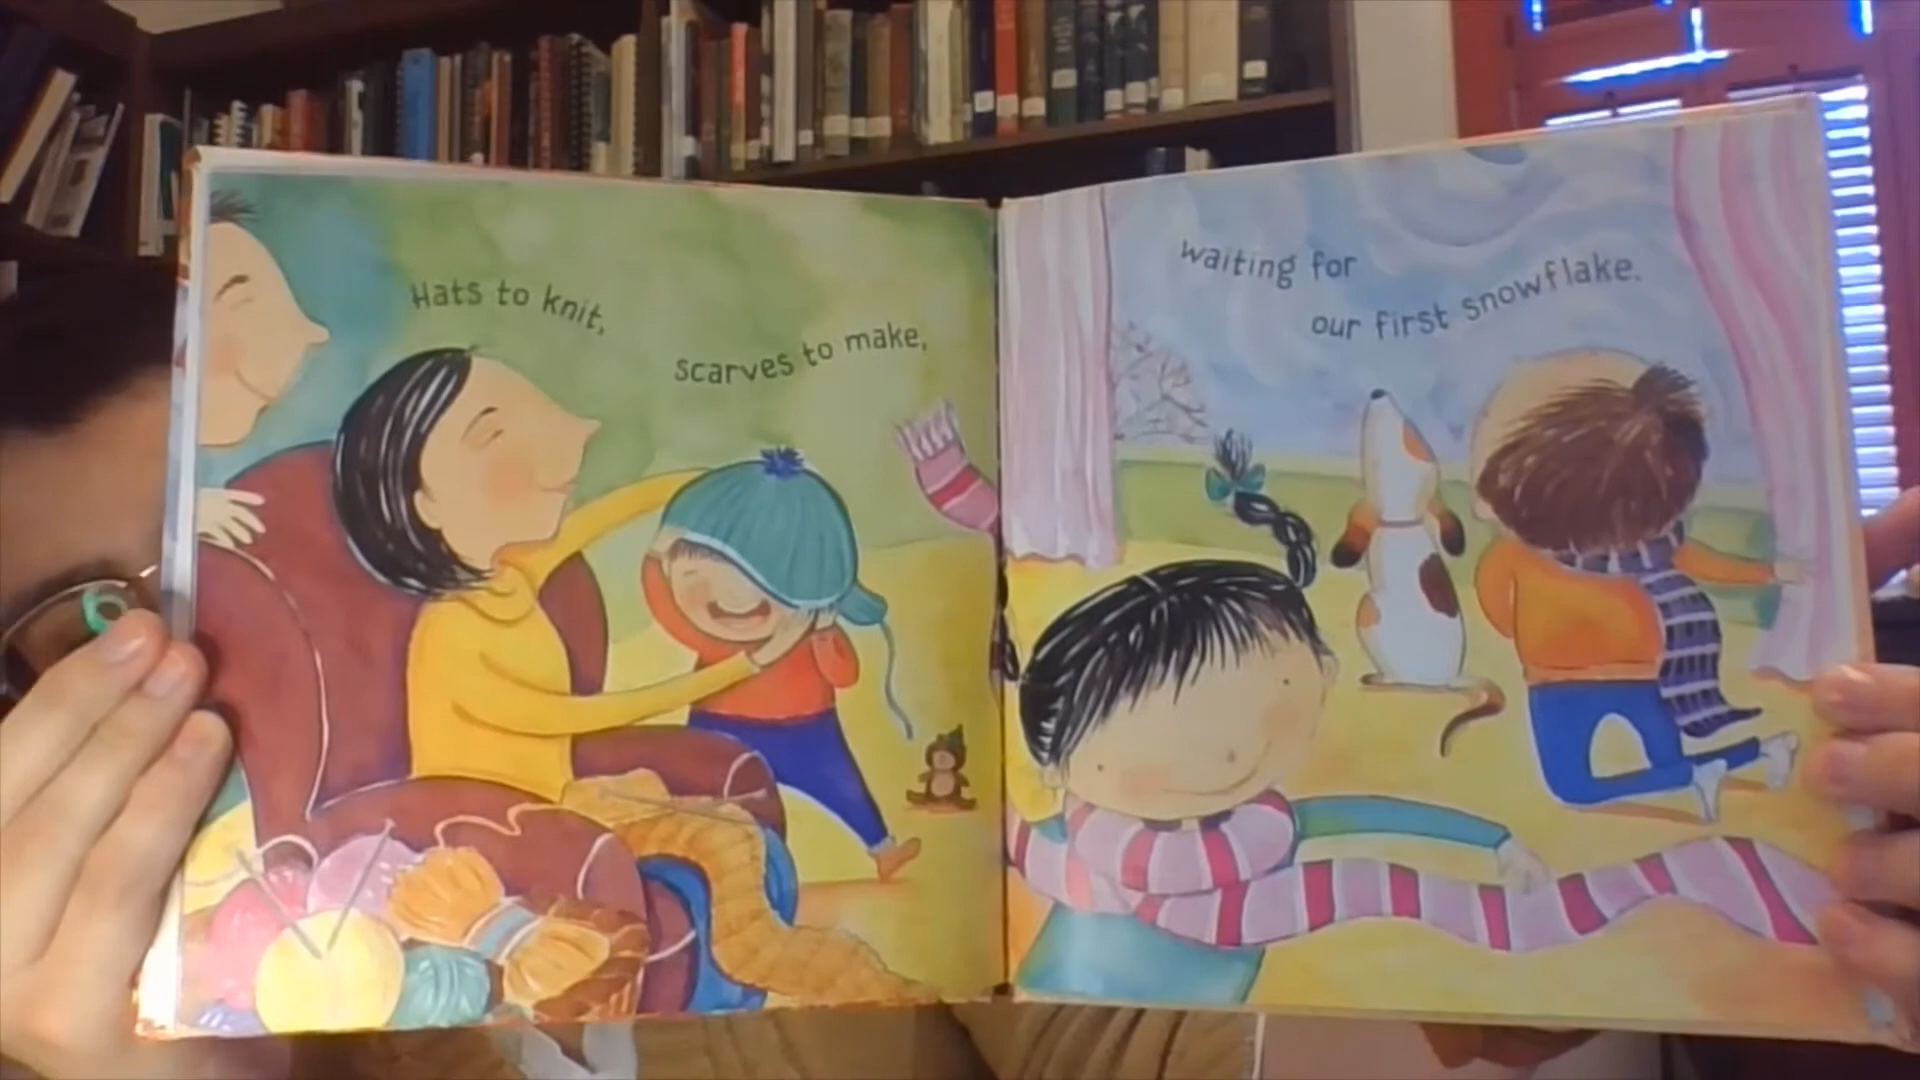 Hats to knit,
scarves to make,
waiting for
our first snowflake.